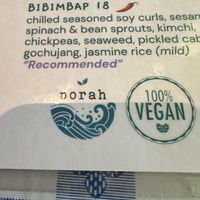 BIBIMBAP 18
chilled seasoned soy curls, sesam
spinach & bean sprouts, kimchi,
chickpeas, seaweed, pickled cab
gochujang, jasmine rice (mild)
"Recommended"
norah
100%
VEGAN